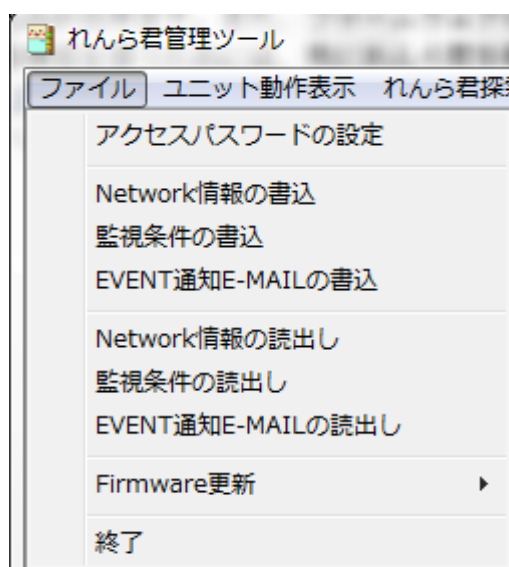 れんら君管理ツール
ファイル ユニット動作表示 れんら君探
アクセスパスワードの設定
Network情報の書込
監視条件の書込
EVENT通知E-MAILの書込
Network情報の読出し
監視条件の読出し
EVENT通知E-MAILの読出し
Firmware更新
終了